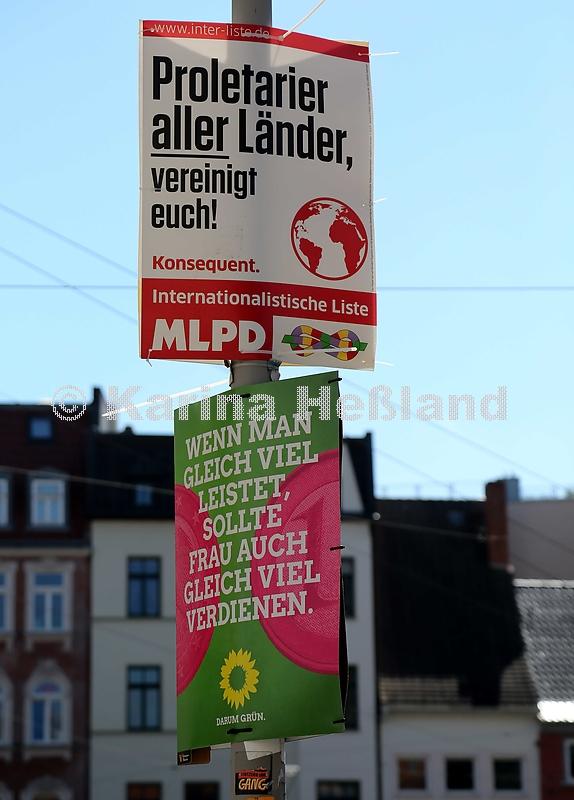 www.inter-liste.de
Proletarier
aller Länder,
vereinigt
euch!
Konsequent.
Internationalistische Liste
MLPD
© Karina Heßland
WENN MAN
GLEICH VIEL
LEISTET,
SOLLTE
FRAU AUCH
GLEICH VIEL
VERDIENEN.
DARUM GRÜN.
GANG